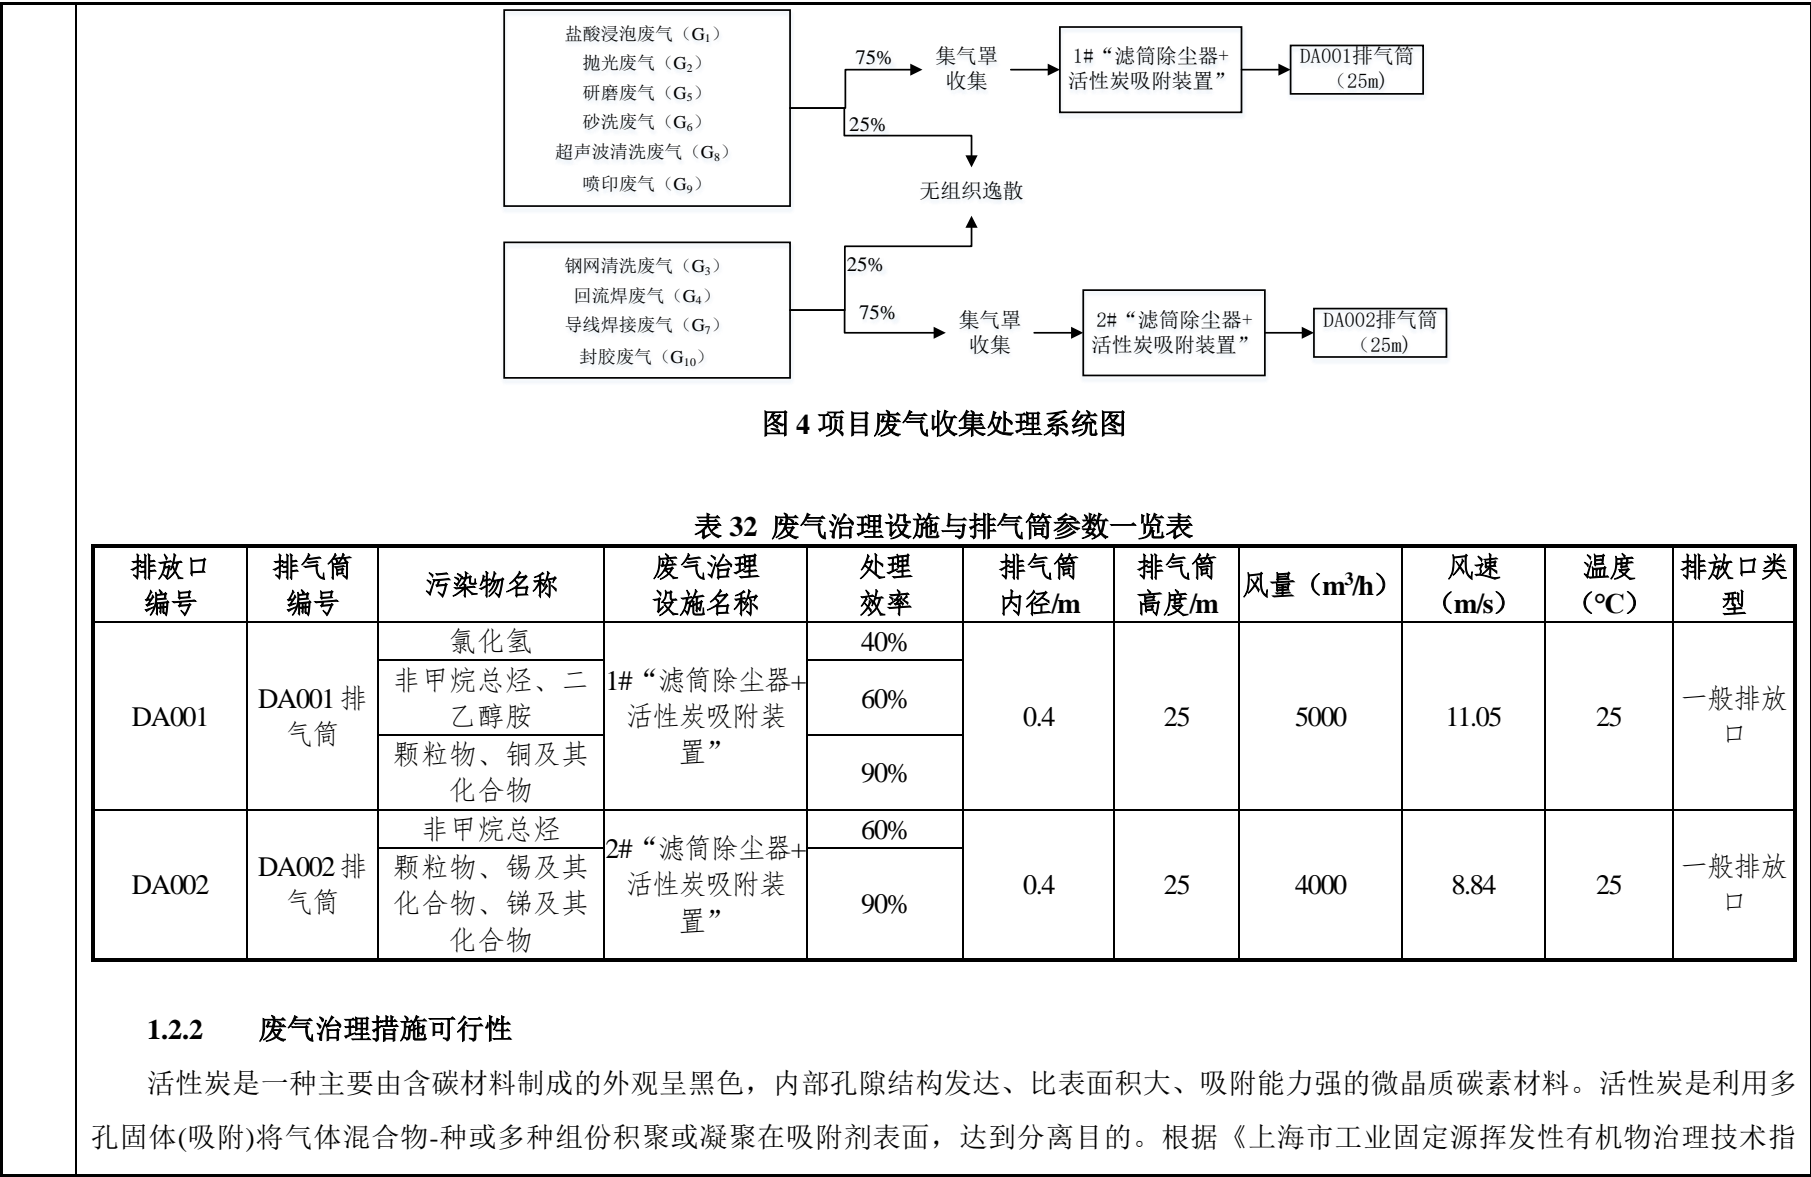 盐酸浸泡废气（G₁）
抛光废气（G₂）
研磨废气（G₅）
砂洗废气（G₆）
超声波清洗废气（G₈）
喷印废气（G₉）
75%
集气罩
收集
1#“滤筒除尘器+
活性炭吸附装置”
DA001排气筒
（25m）
25%
无组织逸散
钢网清洗废气（G₃）
回流焊废气（G₄）
导线焊接废气（G₇）
封胶废气（G₁₀）
25%
75%
集气罩
收集
2#“滤筒除尘器+
活性炭吸附装置”
DA002排气筒
（25m）
图 4 项目废气收集处理系统图
表 32 废气治理设施与排气筒参数一览表
排放口
编号
排气筒
编号
污染物名称
废气治理
设施名称
处理
效率
排气筒
内径/m
排气筒
高度/m
风量（m³/h）
风速
（m/s）
温度
（℃）
排放口类
型
DA001
DA001 排
气筒
氯化氢
非甲烷总烃、二
乙醇胺
颗粒物、铜及其
化合物
1#“滤筒除尘器+
活性炭吸附装
置”
40%
60%
90%
0.4
25
5000
11.05
25
一般排放
口
DA002
DA002 排
气筒
非甲烷总烃
颗粒物、锡及其
化合物、锑及其
化合物
2#“滤筒除尘器+
活性炭吸附装
置”
60%
90%
0.4
25
4000
8.84
25
一般排放
口
1.2.2 废气治理措施可行性
活性炭是一种主要由含碳材料制成的外观呈黑色，内部孔隙结构发达、比表面积大、吸附能力强的微晶质碳素材料。活性炭是利用多
孔固体(吸附)将气体混合物-种或多种组份积聚或凝聚在吸附剂表面，达到分离目的。根据《上海市工业固定源挥发性有机物治理技术指